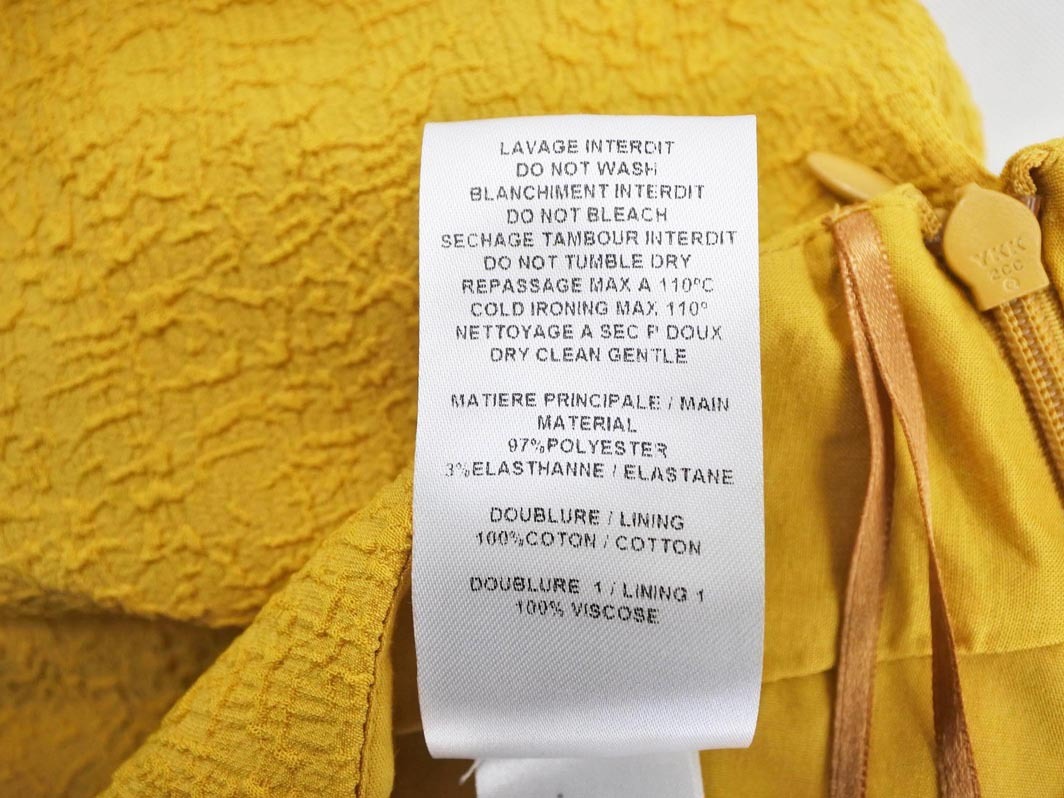 LAVAGE INTERDIT
DO NOT WASH
BLANCHIMENT INTERDIT
DO NOT BLEACH
SECHAGE TAMBOUR INTERDIT
DO NOT TUMBLE DRY
REPASSAGE MAX A 110°C
COLD IRONING MAX 110°
NETTOYAGE A SEC P DOUX
DRY CLEAN GENTLE
MATIERE PRINCIPALE / MAIN
MATERIAL
97%POLYESTER
3%ELASTHANNE / ELASTANE
DOUBLURE / LINING
100%COTON / COTTON
DOUBLURE 1 / LINING 1
100% VISCOSE
YKK